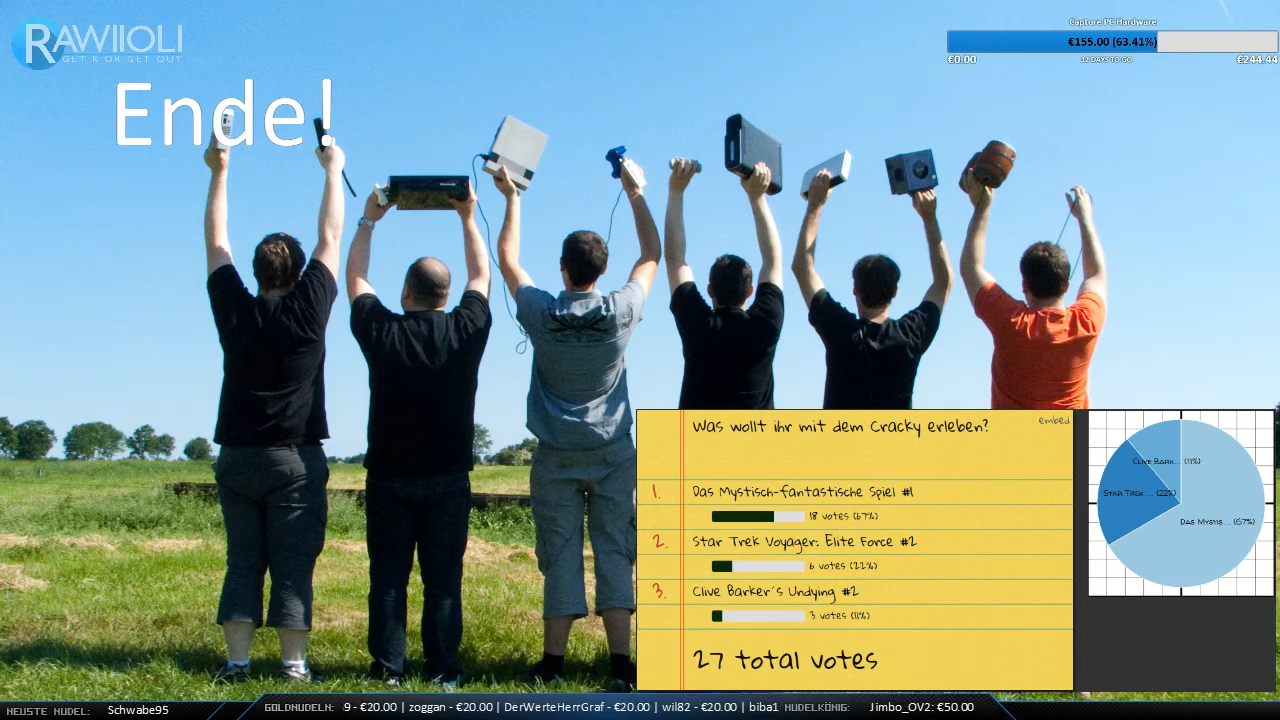 RAWIIOLI
GET R OR GET OUT
Ende!
Capture PC Hardware
€155.00 (63.41%)
€0.00 12 DAYS TO GO €244.44
Was wollt ihr mit dem Cracky erleben?
embed
1. Das Mystisch-fantastische Spiel #1
18 votes (67%)
2. Star Trek Voyager: Elite Force #2
6 votes (22%)
3. Clive Barker's Undying #2
3 votes (11%)
27 total votes
Clive Bark... (11%)
Star Trek ... (22%)
Das Mystis... (67%)
NEUSTE NUDEL: Schwabe95
GOLDNUDELN: 9 - €20.00 | zoggan - €20.00 | DerWerteHerrGraf - €20.00 | wil82 - €20.00 | biba1
NUDELKÖNIG: Jimbo_OV2: €50.00